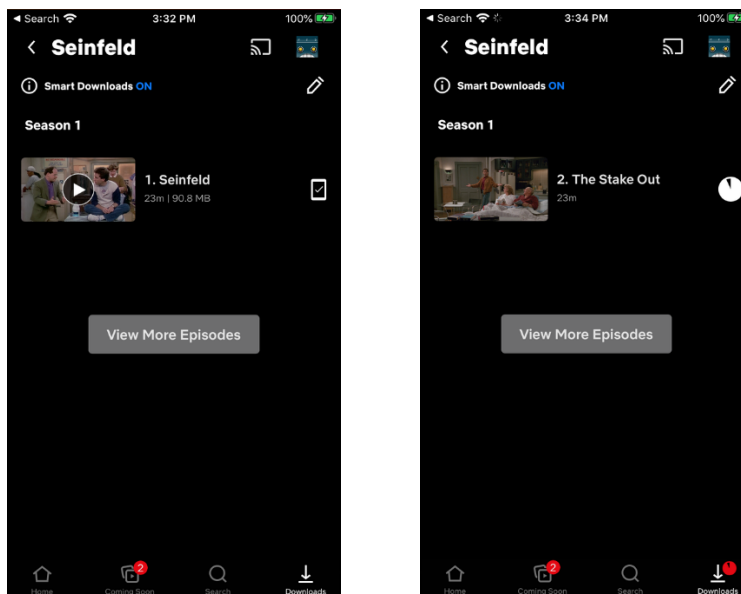 Search 3:32 PM 100%
Seinfeld
Smart Downloads ON
Season 1
1. Seinfeld
23m | 90.8 MB
View More Episodes
2
Home Coming Soon Search Downloads
Search 3:34 PM 100%
Seinfeld
Smart Downloads ON
Season 1
2. The Stake Out
23m
View More Episodes
2
Home Coming Soon Search Downloads